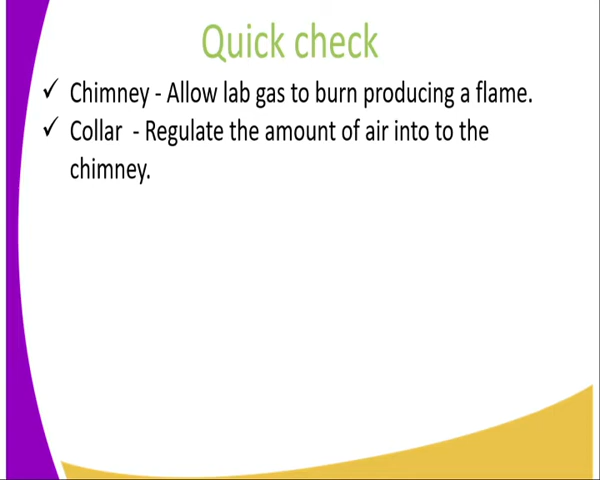 Quick check
✓ Chimney - Allow lab gas to burn producing a flame.
✓ Collar - Regulate the amount of air into to the
chimney.